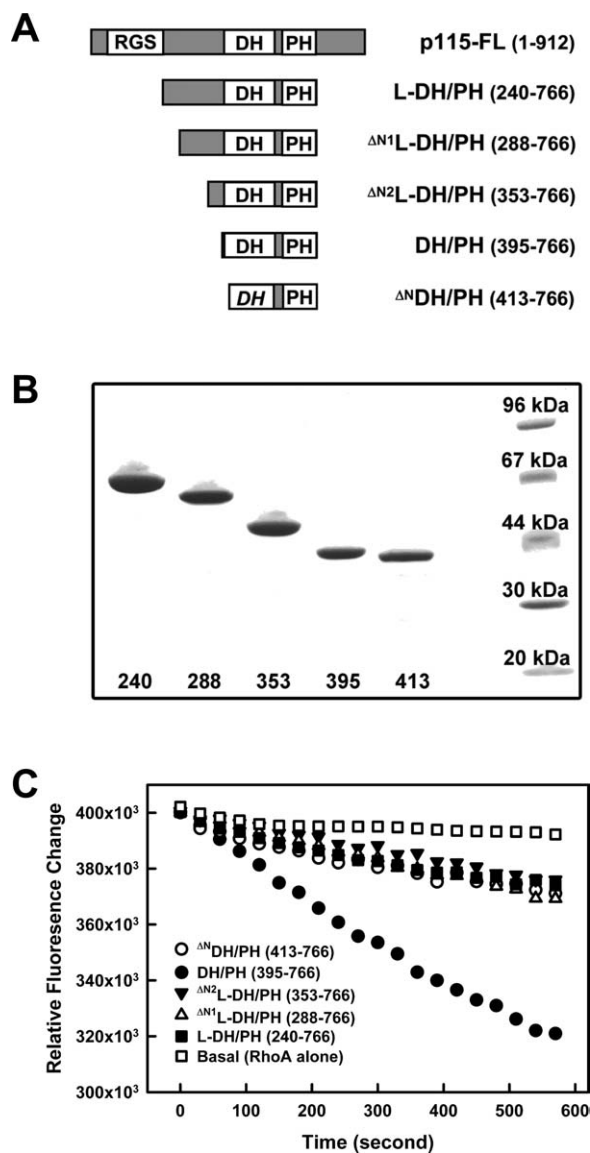 A
RGS DH PH p115-FL (1-912)
DH PH L-DH/PH (240-766)
DH PH ΔN1L-DH/PH (288-766)
DH PH ΔN2L-DH/PH (353-766)
DH PH DH/PH (395-766)
DH PH ΔNDH/PH (413-766)
B
96 kDa
67 kDa
44 kDa
30 kDa
20 kDa
240 288 353 395 413
C
Relative Fluoresence Change
400x10³
380x10³
360x10³
340x10³
320x10³
300x10³
ΔNDH/PH (413-766)
DH/PH (395-766)
ΔN2L-DH/PH (353-766)
ΔN1L-DH/PH (288-766)
L-DH/PH (240-766)
Basal (RhoA alone)
0 100 200 300 400 500 600
Time (second)